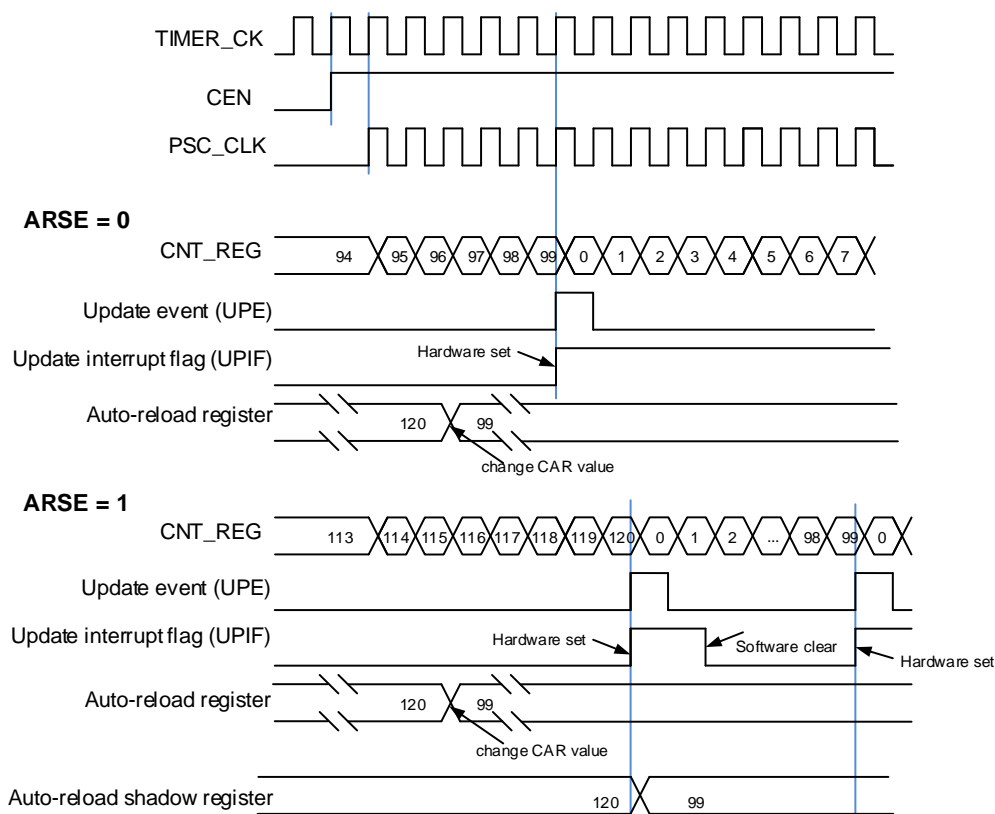 TIMER_CK
CEN
PSC_CLK
ARSE = 0
CNT_REG 94 95 96 97 98 99 0 1 2 3 4 5 6 7
Update event (UPE)
Update interrupt flag (UPIF) Hardware set
Auto-reload register 120 99
change CAR value
ARSE = 1
CNT_REG 113 114 115 116 117 118 119 120 0 1 2 ... 98 99 0
Update event (UPE)
Update interrupt flag (UPIF) Hardware set Software clear Hardware set
Auto-reload register 120 99
change CAR value
Auto-reload shadow register 120 99